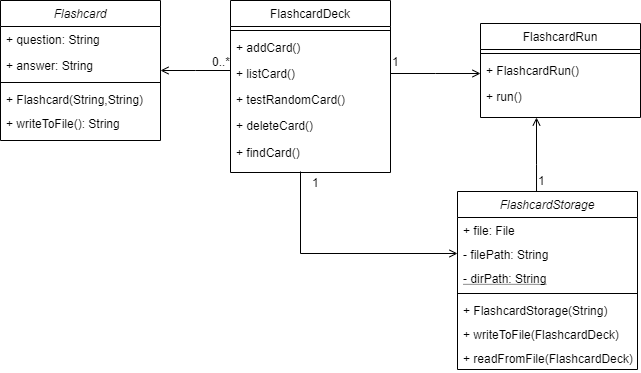 Flashcard
+ question: String
+ answer: String
+ Flashcard(String,String)
+ writeToFile(): String
0..*
FlashcardDeck
+ addCard()
+ listCard()
+ testRandomCard()
+ deleteCard()
+ findCard()
1
1
FlashcardRun
+ FlashcardRun()
+ run()
1
FlashcardStorage
+ file: File
- filePath: String
- dirPath: String
+ FlashcardStorage(String)
+ writeToFile(FlashcardDeck)
+ readFromFile(FlashcardDeck)